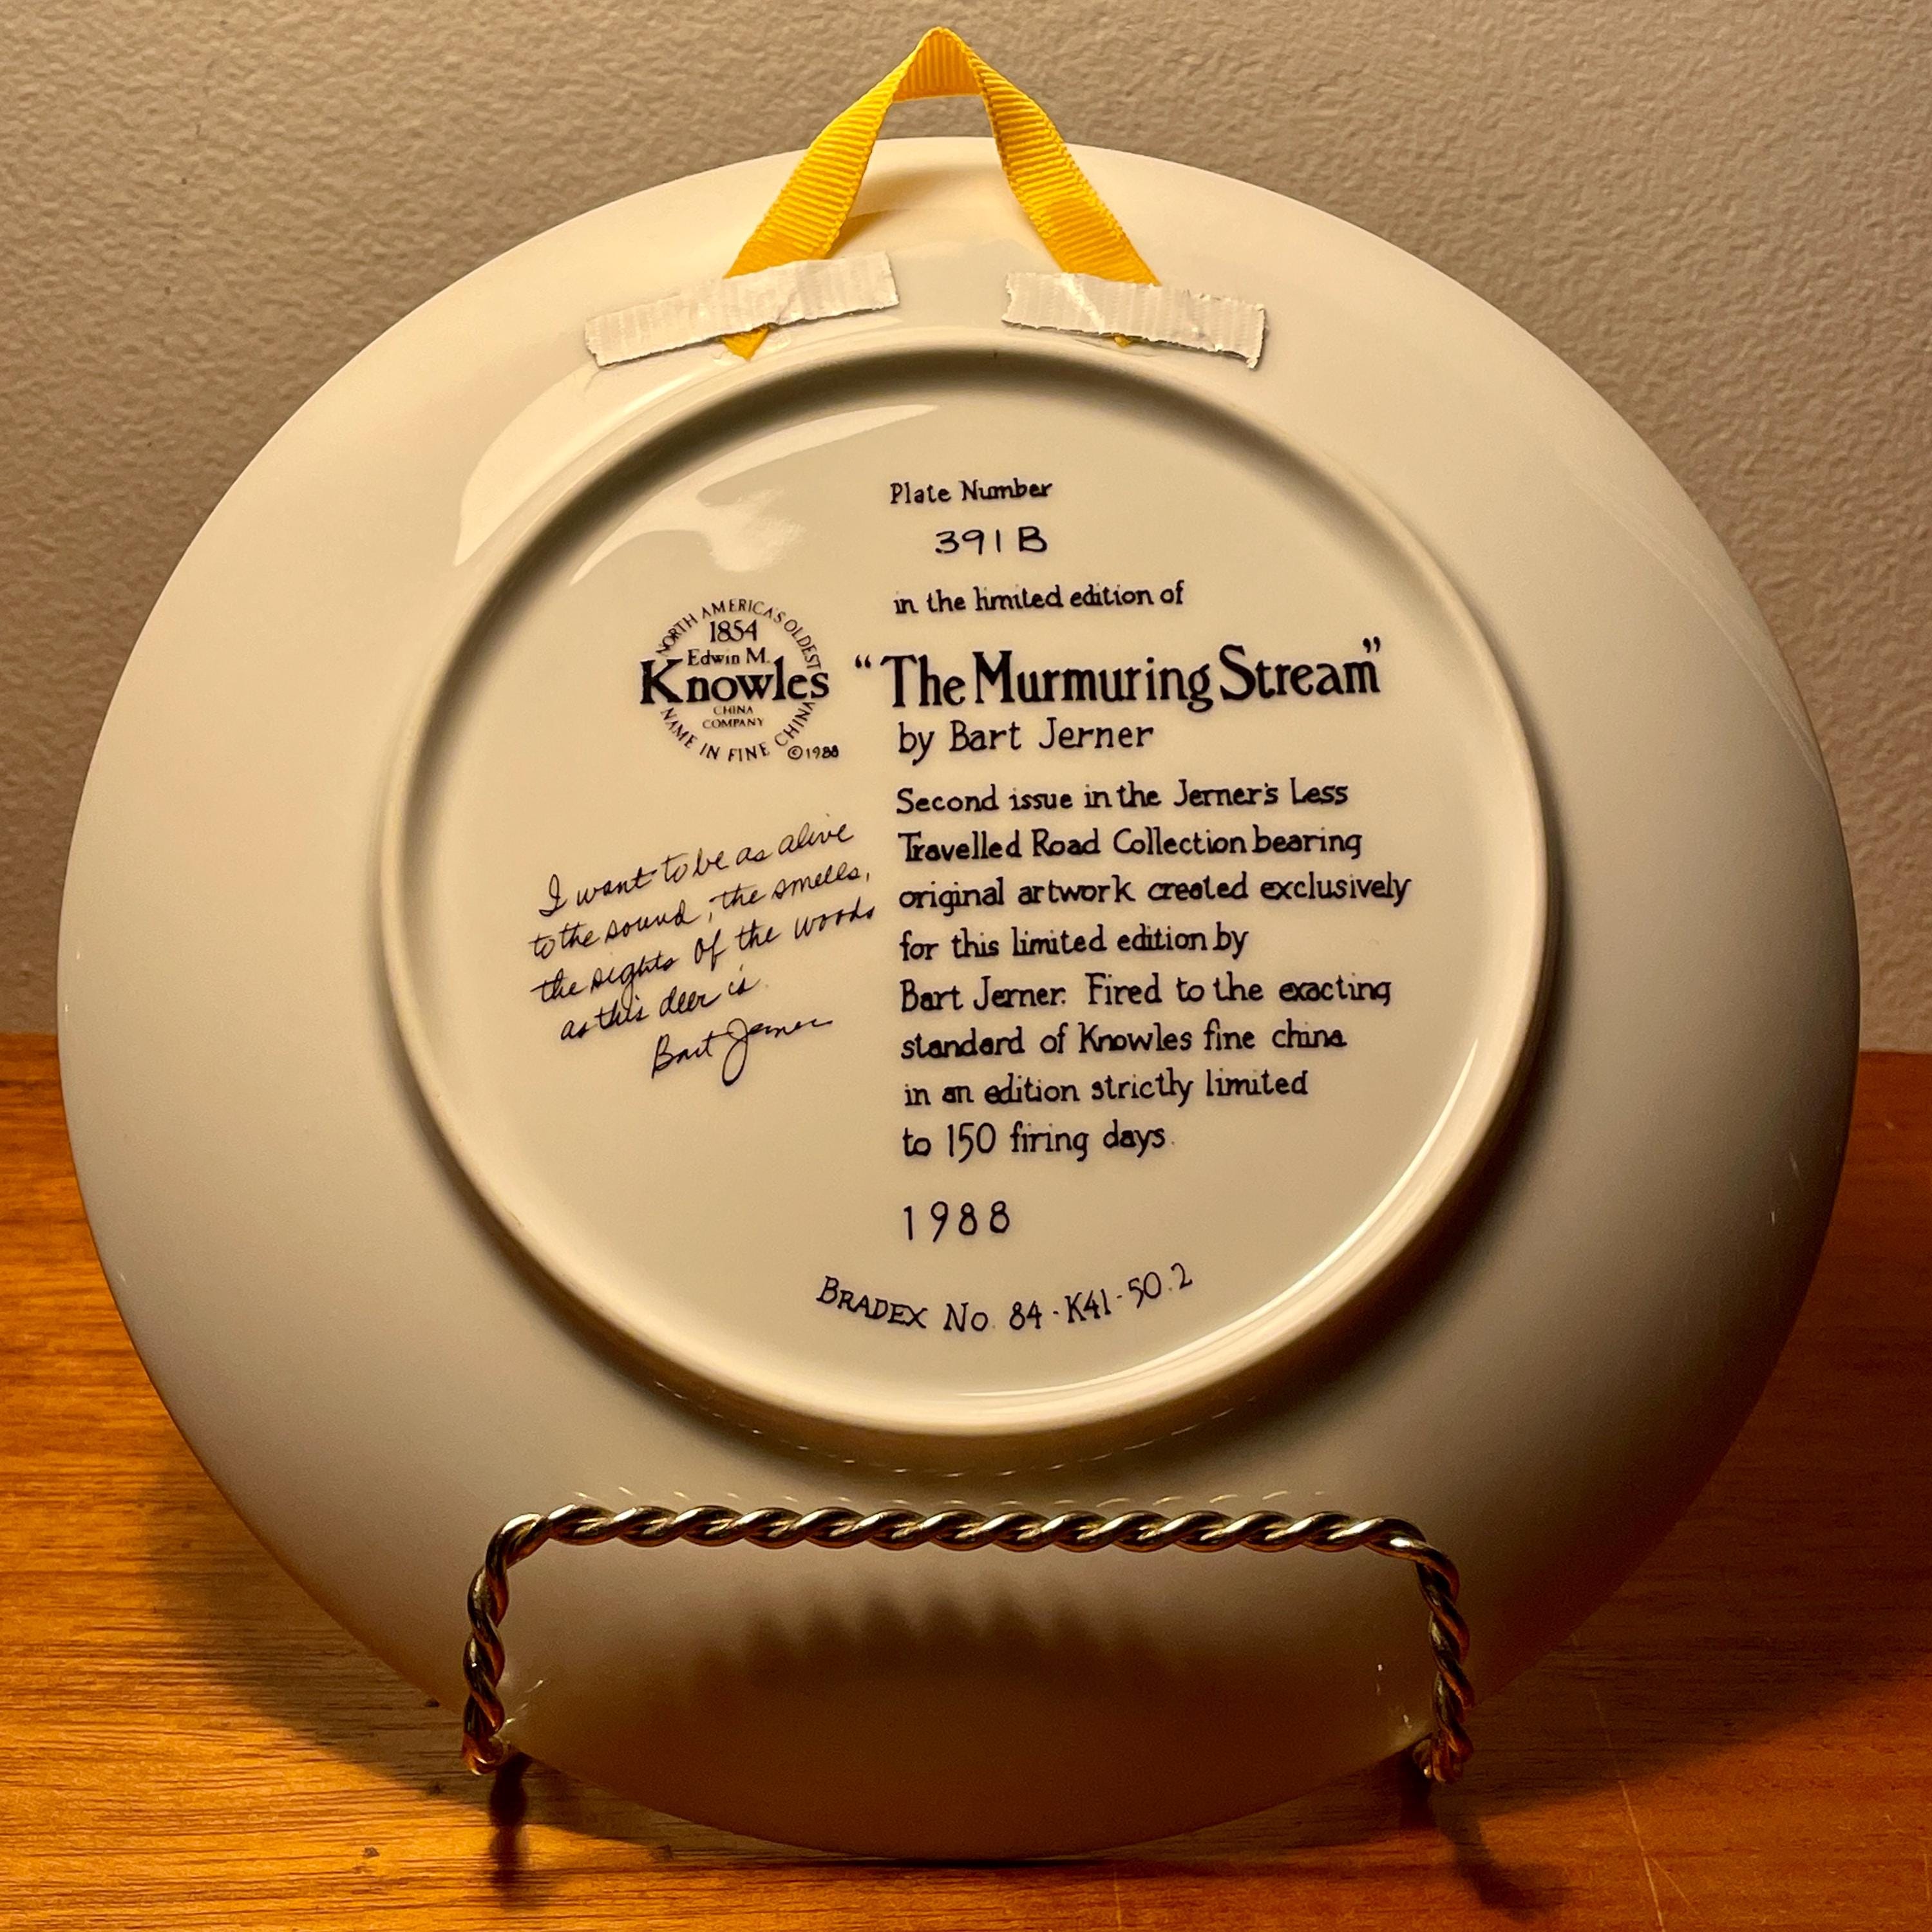 Plate Number
391B
in the limited edition of
"The Murmuring Stream"
by Bart Jerner
Second issue in the Jerner's Less
Travelled Road Collection bearing
original artwork created exclusively
for this limited edition by
Bart Jerner. Fired to the exacting
standard of Knowles fine china
in an edition strictly limited
to 150 firing days.
1988
BRADEX No. 84-K41-50.2
NORTH AMERICA'S OLDEST
1854
Edwin M.
Knowles
CHINA
COMPANY
NAME IN FINE CHINA
©1988
I want to be as alive
to the sound, the smells,
the sights of the woods
as this deer is.
Bart Jerner